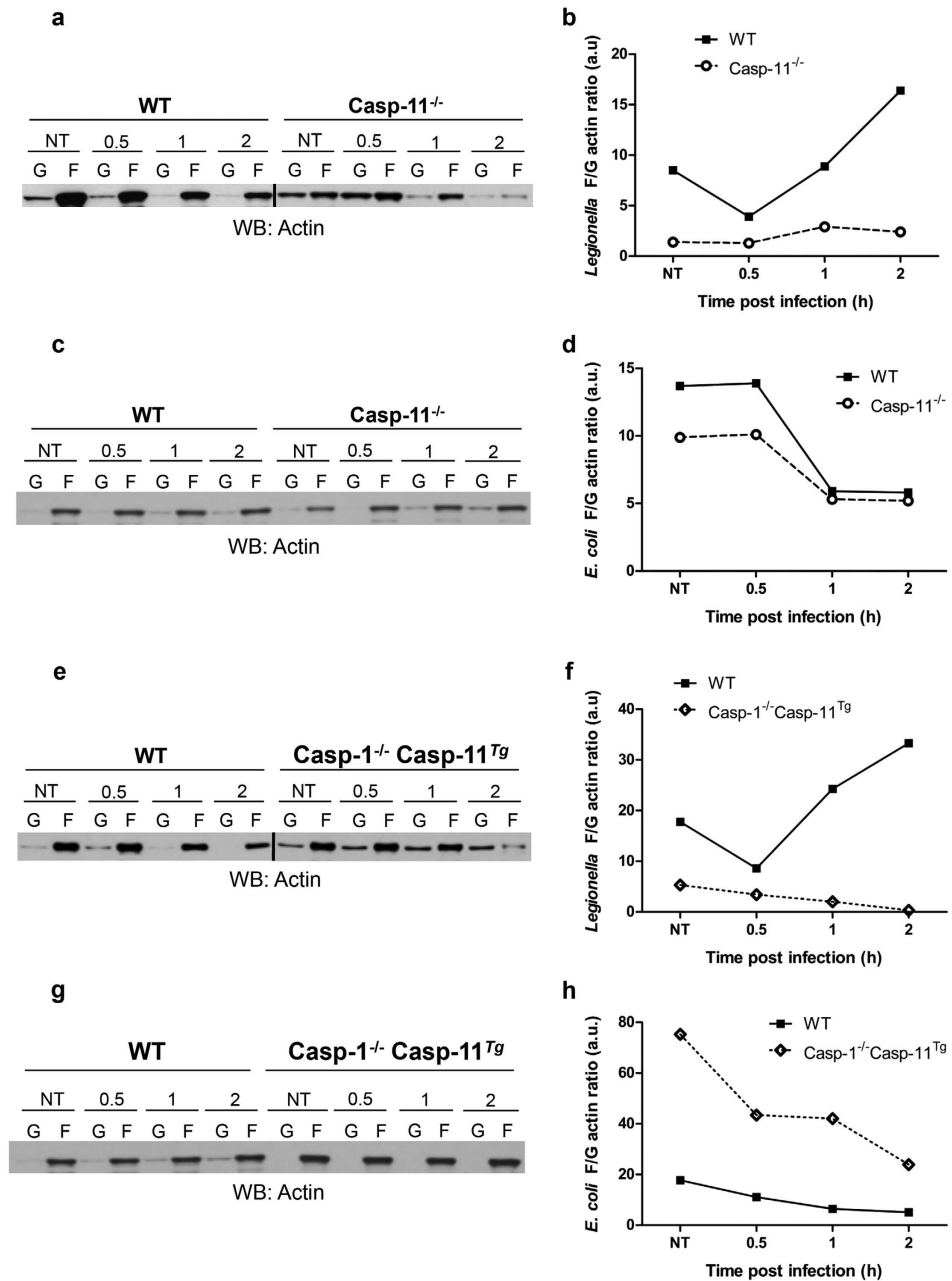 a
WT Casp-11-/-
NT 0.5 1 2 NT 0.5 1 2
G F G F G F G F G F G F G F G F
WB: Actin
b
WT
Casp-11-/-
Legionella F/G actin ratio (a.u)
20
15
10
5
0
NT 0.5 1 2
Time post infection (h)
c
WT Casp-11-/-
NT 0.5 1 2 NT 0.5 1 2
G F G F G F G F G F G F G F G F
WB: Actin
d
WT
Casp-11-/-
E. coli F/G actin ratio (a.u.)
15
10
5
0
NT 0.5 1 2
Time post infection (h)
e
WT Casp-1-/- Casp-11Tg
NT 0.5 1 2 NT 0.5 1 2
G F G F G F G F G F G F G F G F
WB: Actin
f
WT
Casp-1-/-Casp-11Tg
Legionella F/G actin ratio (a.u)
40
30
20
10
0
NT 0.5 1 2
Time post infection (h)
g
WT Casp-1-/- Casp-11Tg
NT 0.5 1 2 NT 0.5 1 2
G F G F G F G F G F G F G F G F
WB: Actin
h
WT
Casp-1-/-Casp-11Tg
E. coli F/G actin ratio (a.u.)
80
60
40
20
0
NT 0.5 1 2
Time post infection (h)